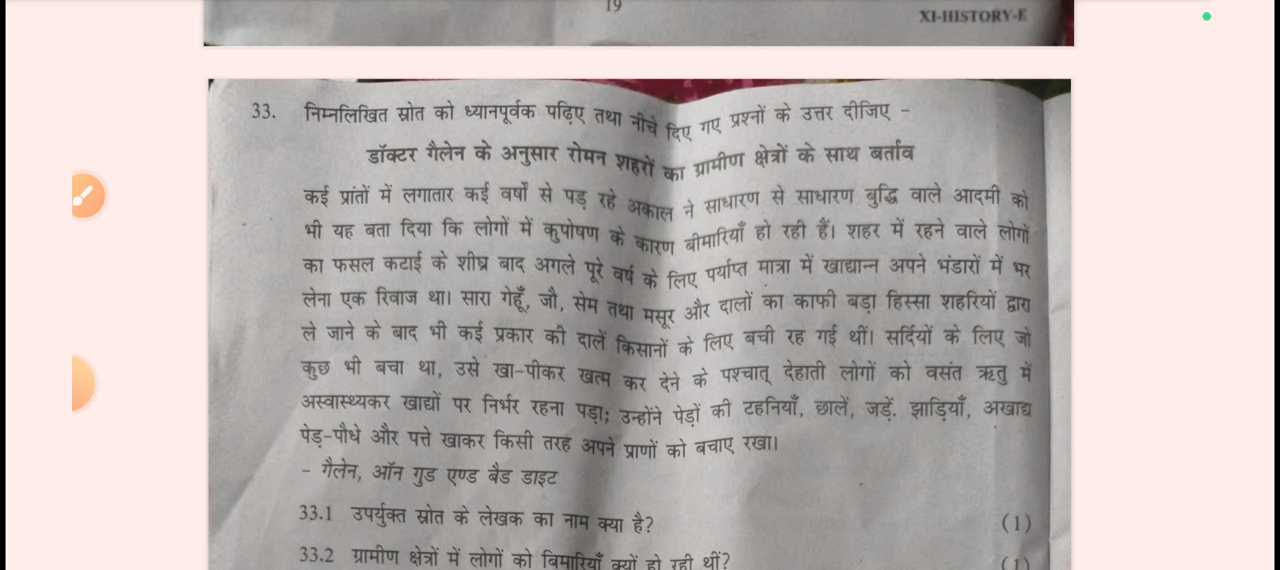 19
XI-HISTORY-E
33. निम्नलिखित स्रोत को ध्यानपूर्वक पढ़िए तथा नीचे दिए गए प्रश्नों के उत्तर दीजिए -
डॉक्टर गैलेन के अनुसार रोमन शहरों का ग्रामीण क्षेत्रों के साथ बर्ताव
कई प्रांतों में लगातार कई वर्षों से पड़ रहे अकाल ने साधारण से साधारण बुद्धि वाले आदमी को
भी यह बता दिया कि लोगों में कुपोषण के कारण बीमारियाँ हो रही हैं। शहर में रहने वाले लोगों
का फसल कटाई के शीघ्र बाद अगले पूरे वर्ष के लिए पर्याप्त मात्रा में खाद्यान्न अपने भंडारों में भर
लेना एक रिवाज था। सारा गेहूँ, जौ, सेम तथा मसूर और दालों का काफी बड़ा हिस्सा शहरियों द्वारा
ले जाने के बाद भी कई प्रकार की दालें किसानों के लिए बची रह गई थीं। सर्दियों के लिए जो
कुछ भी बचा था, उसे खा-पीकर खत्म कर देने के पश्चात् देहाती लोगों को वसंत ऋतु में
अस्वास्थ्यकर खाद्यों पर निर्भर रहना पड़ा; उन्होंने पेड़ों की टहनियाँ, छालें, जड़ें. झाड़ियाँ, अखाद्य
पेड़-पौधे और पत्ते खाकर किसी तरह अपने प्राणों को बचाए रखा।
- गैलेन, ऑन गुड एण्ड बैड डाइट
33.1 उपर्युक्त स्रोत के लेखक का नाम क्या है? (1)
33.2 ग्रामीण क्षेत्रों में लोगों को बिमारियाँ क्यों हो रही थीं? (1)